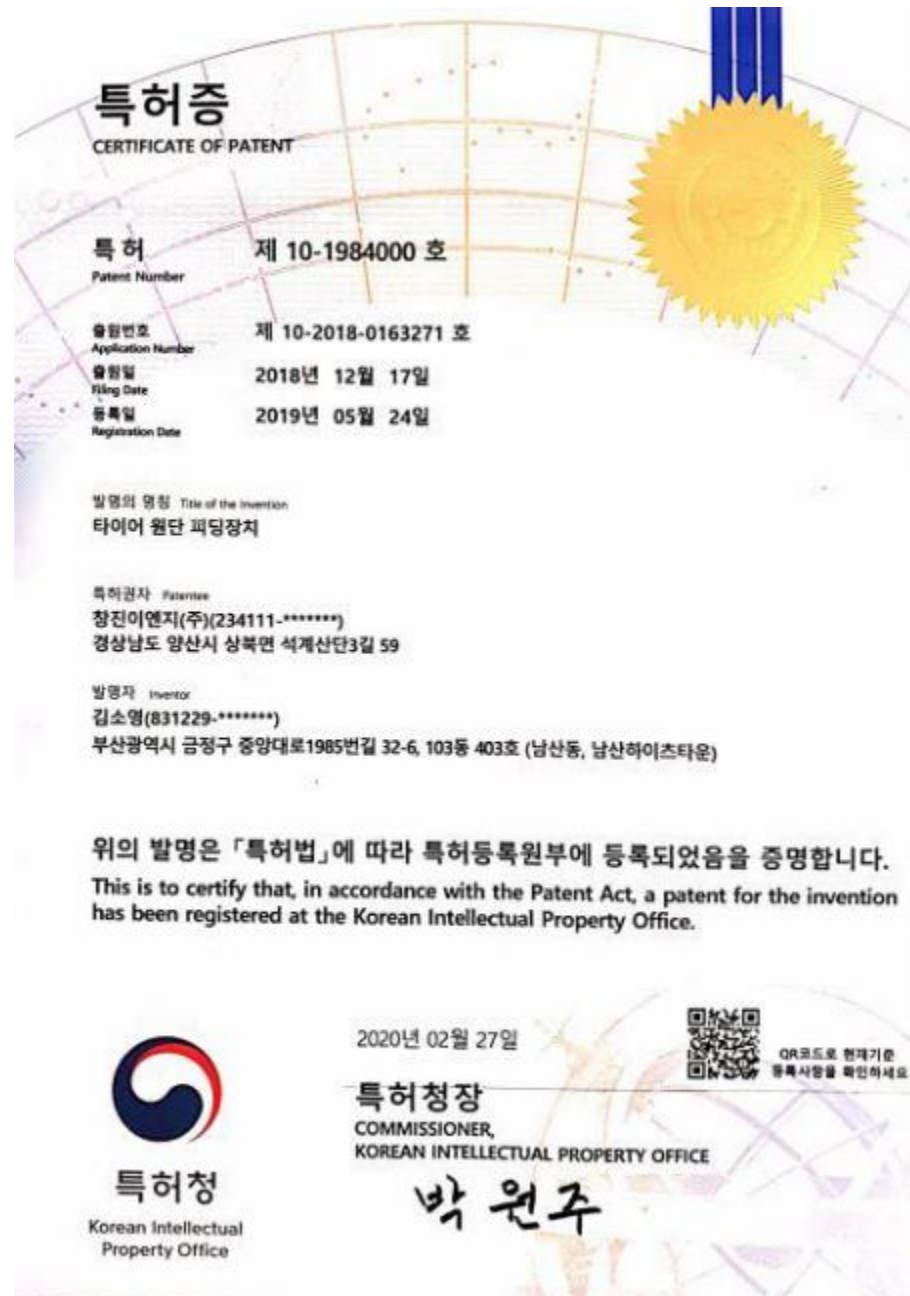 특허증
CERTIFICATE OF PATENT
특 허
Patent Number
제 10-1984000 호
출원번호
Application Number
제 10-2018-0163271 호
출원일
Filing Date
2018년 12월 17일
등록일
Registration Date
2019년 05월 24일
발명의 명칭 Title of the Invention
타이어 원단 피딩장치
특허권자 Patentee
창진이엔지(주)(234111-*******)
경상남도 양산시 상북면 석계산단3길 59
발명자 Inventor
김소영(831229-*******)
부산광역시 금정구 중앙대로1985번길 32-6, 103동 403호 (남산동, 남산하이츠타운)
위의 발명은 「특허법」에 따라 특허등록원부에 등록되었음을 증명합니다.
This is to certify that, in accordance with the Patent Act, a patent for the invention
has been registered at the Korean Intellectual Property Office.
2020년 02월 27일
QR코드로 현재기준
등록사항을 확인하세요
특허청장
COMMISSIONER,
KOREAN INTELLECTUAL PROPERTY OFFICE
박원주
특허청
Korean Intellectual
Property Office